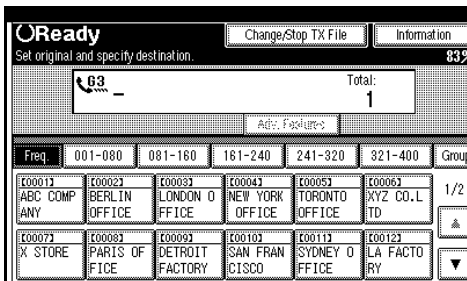 Ready Change/Stop TX File Information
Set original and specify destination. 83%
63 _ Total:
1
Adv. Features
Freq. 001-080 081-160 161-240 241-320 321-400 Group
[00001] [00002] [00003] [00004] [00005] [00006] 1/2
ABC COMP BERLIN LONDON O NEW YORK TORONTO XYZ CO.L
ANY OFFICE FFICE OFFICE OFFICE TD
[00007] [00008] [00009] [00010] [00011] [00012]
X STORE PARIS OF DETROIT SAN FRAN SYDNEY O LA FACTO
FICE FACTORY CISCO FFICE RY